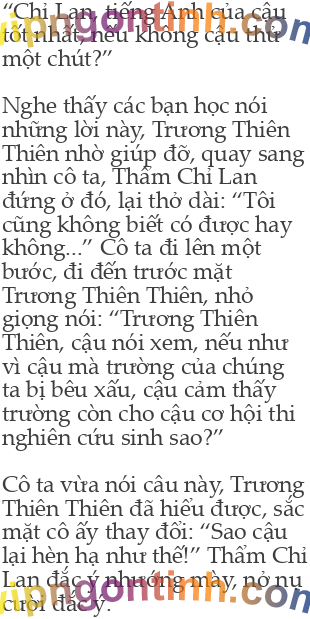 “Chỉ Lan, tiếng Anh của cậu
tốt nhất, nếu không cậu thử
một chút?”
Nghe thấy các bạn học nói
những lời này, Trương Thiên
Thiên nhờ giúp đỡ, quay sang
nhìn cô ta, Thẩm Chỉ Lan
đứng ở đó, lại thở dài: “Tôi
cũng không biết có được hay
không...” Cô ta đi lên một
bước, đi đến trước mặt
Trương Thiên Thiên, nhỏ
giọng nói: “Trương Thiên
Thiên, cậu nói xem, nếu như
vì cậu mà trường của chúng
ta bị bêu xấu, cậu cảm thấy
trường còn cho cậu cơ hội thi
nghiên cứu sinh sao?”
Cô ta vừa nói câu này, Trương
Thiên Thiên đã hiểu được, sắc
mặt cô ấy thay đổi: “Sao cậu
lại hèn hạ như thế!” Thẩm Chỉ
Lan đắc ý nhướng mày, nở nụ
cười đắc ý.
vipngontinh.com
vipngontinh.com